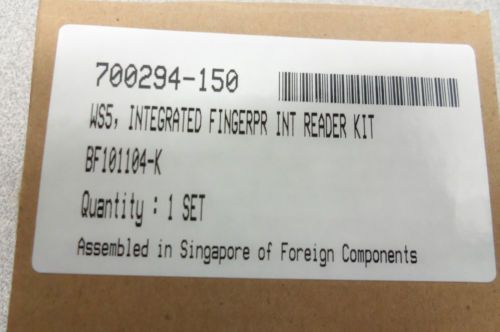 700294-150
WS5, INTEGRATED FINGERPR INT READER KIT
BF101104-K
Quantity : 1 SET
Assembled in Singapore of Foreign Components